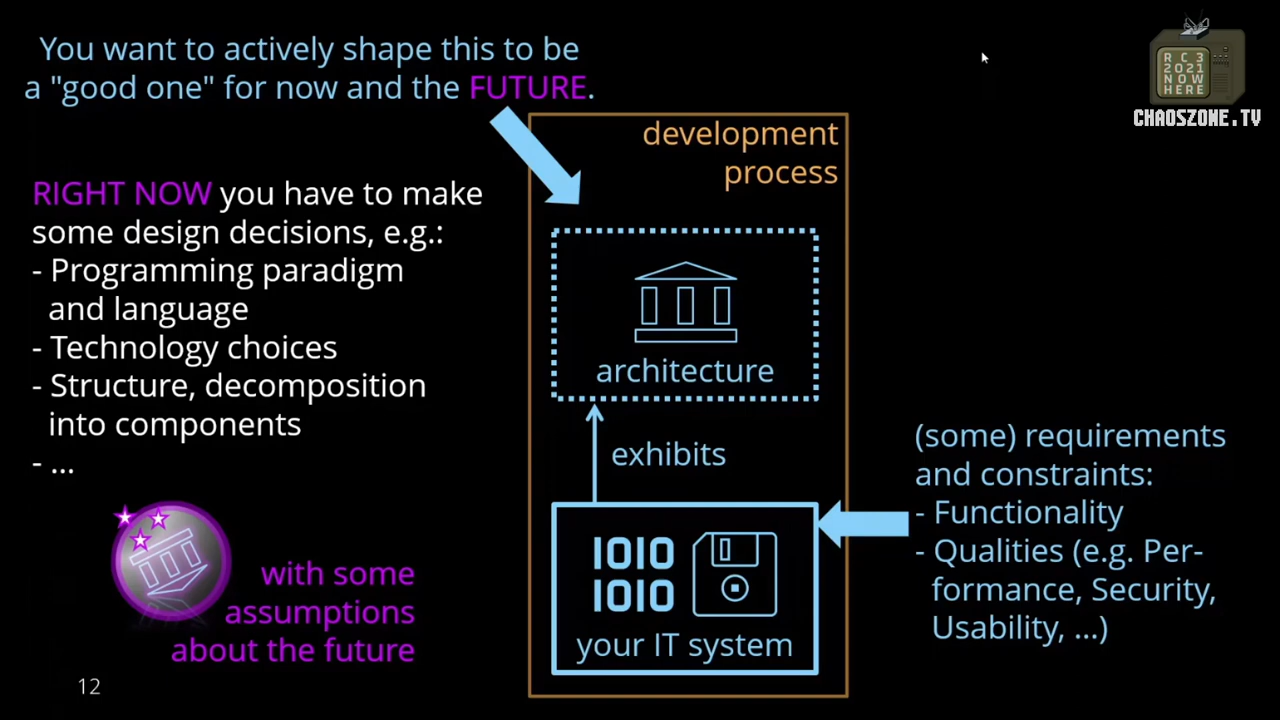 You want to actively shape this to be
a "good one" for now and the FUTURE.
RC3
2021
NOW
HERE
CHAOSZONE.TV
development
process
RIGHT NOW you have to make
some design decisions, e.g.:
- Programming paradigm
and language
- Technology choices
- Structure, decomposition
into components
- ...
architecture
exhibits
(some) requirements
and constraints:
- Functionality
- Qualities (e.g. Per-
formance, Security,
Usability, ...)
1010
1010
your IT system
with some
assumptions
about the future
12